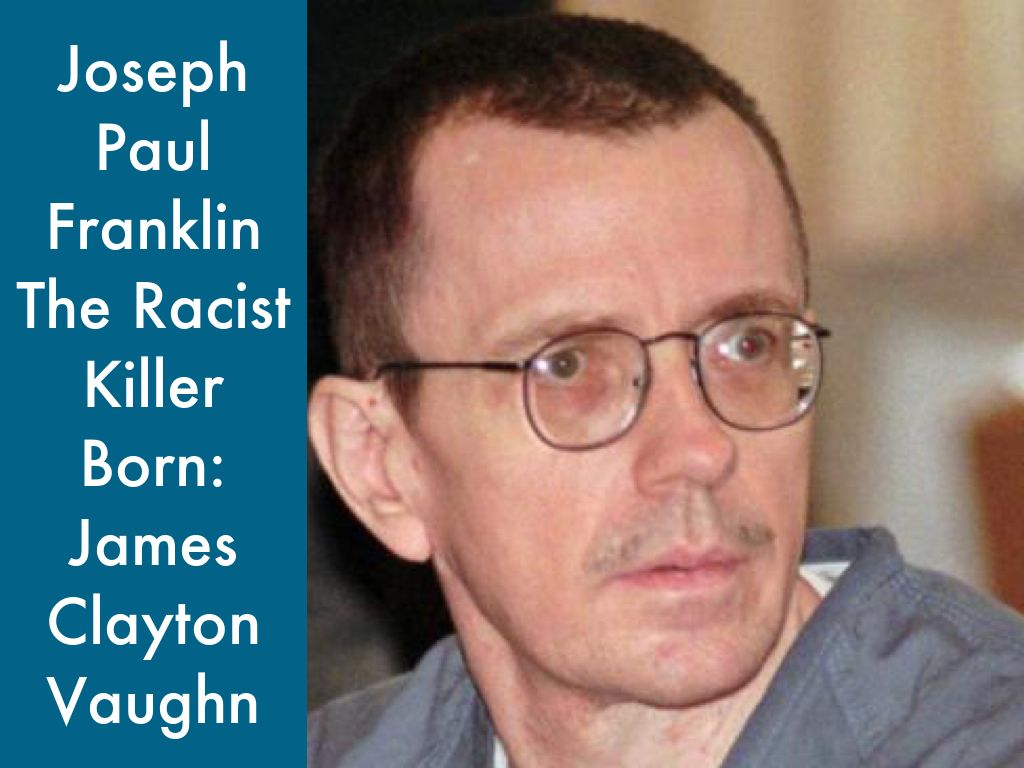 Joseph
Paul
Franklin
The Racist
Killer
Born:
James
Clayton
Vaughn